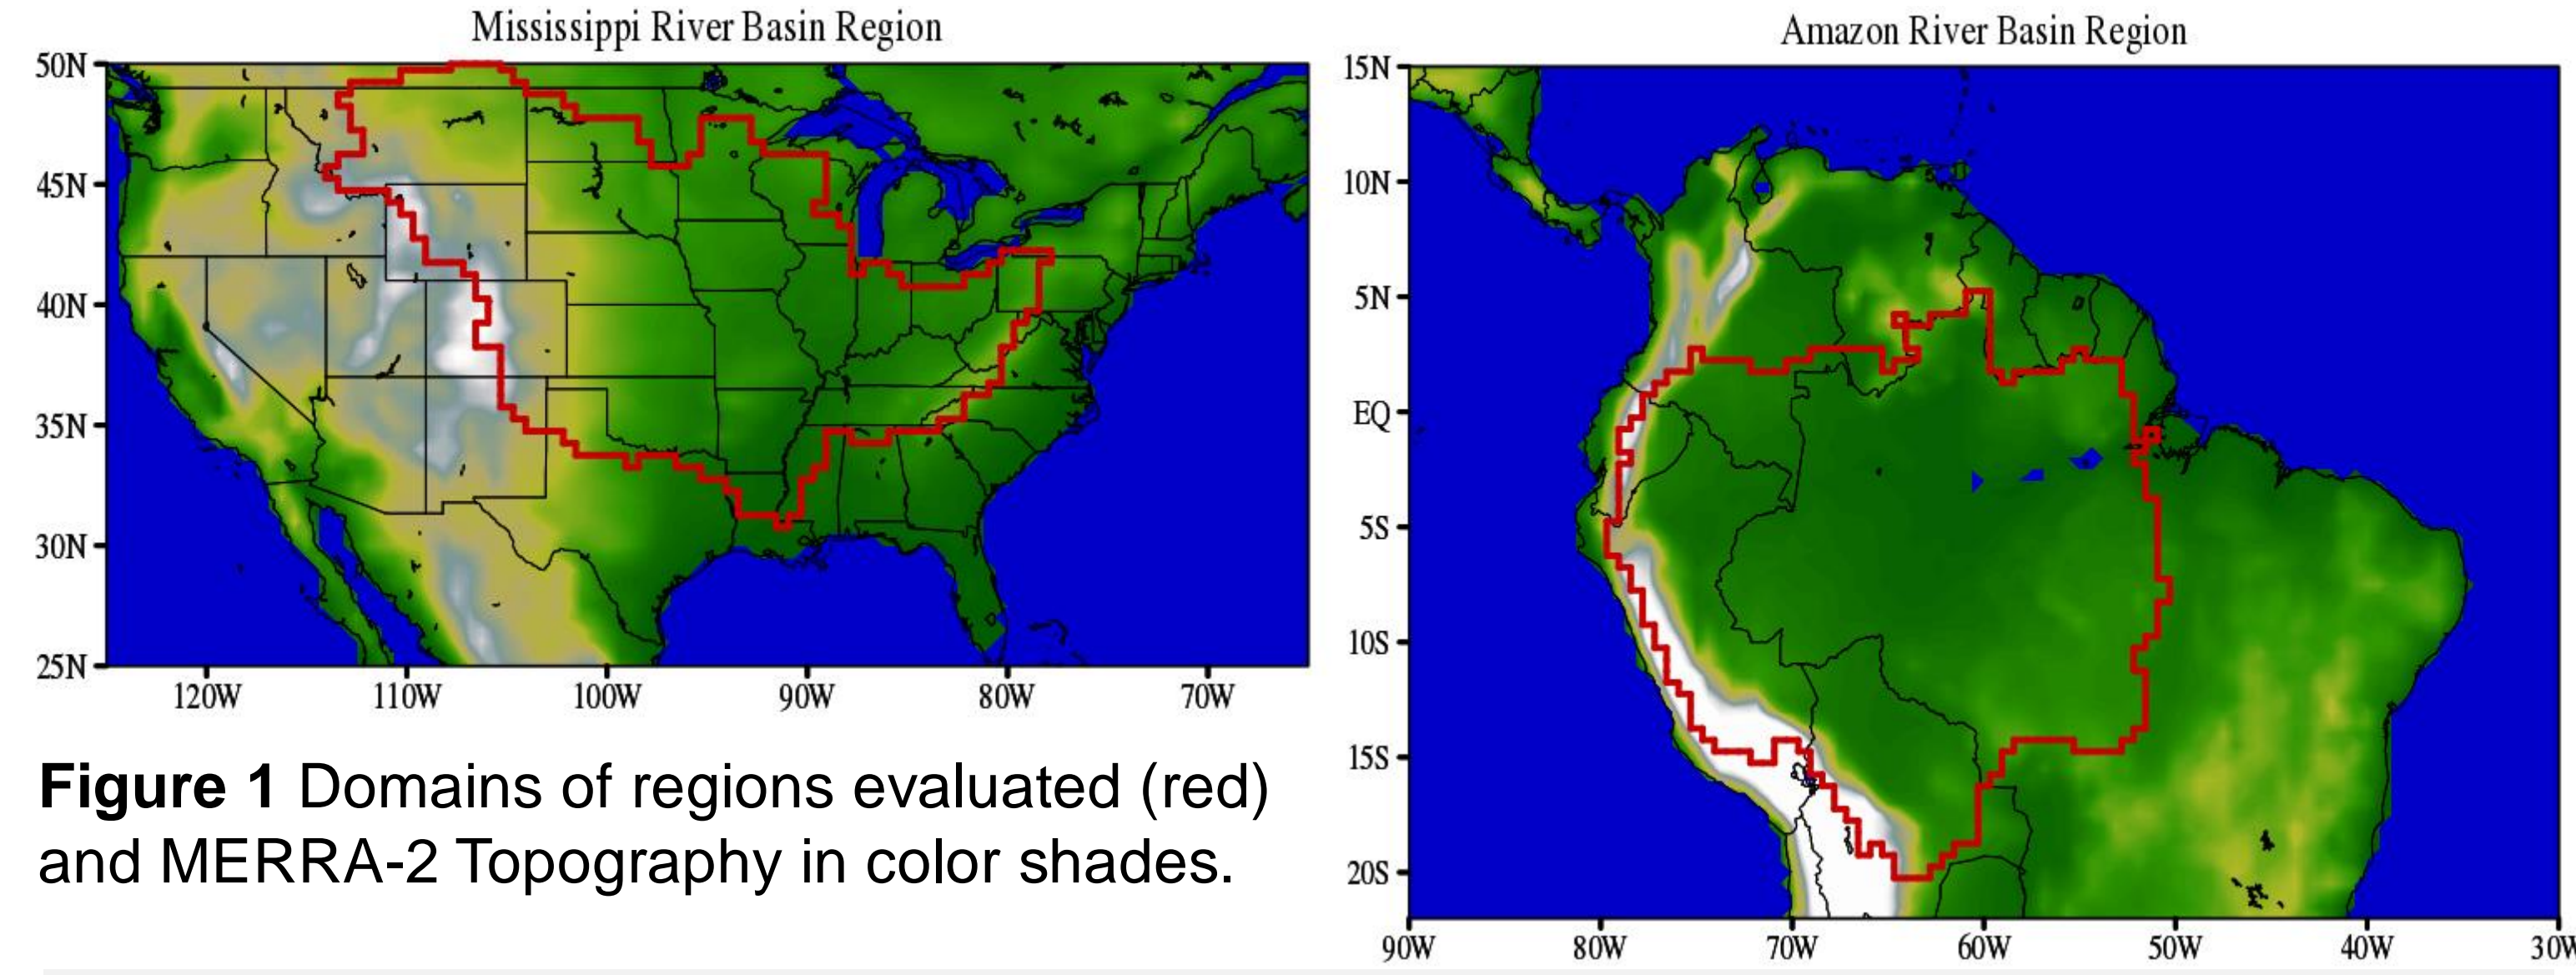 Mississippi River Basin Region
50N
45N
40N
35N
30N
25N
120W 110W 100W 90W 80W 70W
Amazon River Basin Region
15N
10N
5N
EQ
5S
10S
15S
20S
90W 80W 70W 60W 50W 40W 30W
Figure 1 Domains of regions evaluated (red)
and MERRA-2 Topography in color shades.